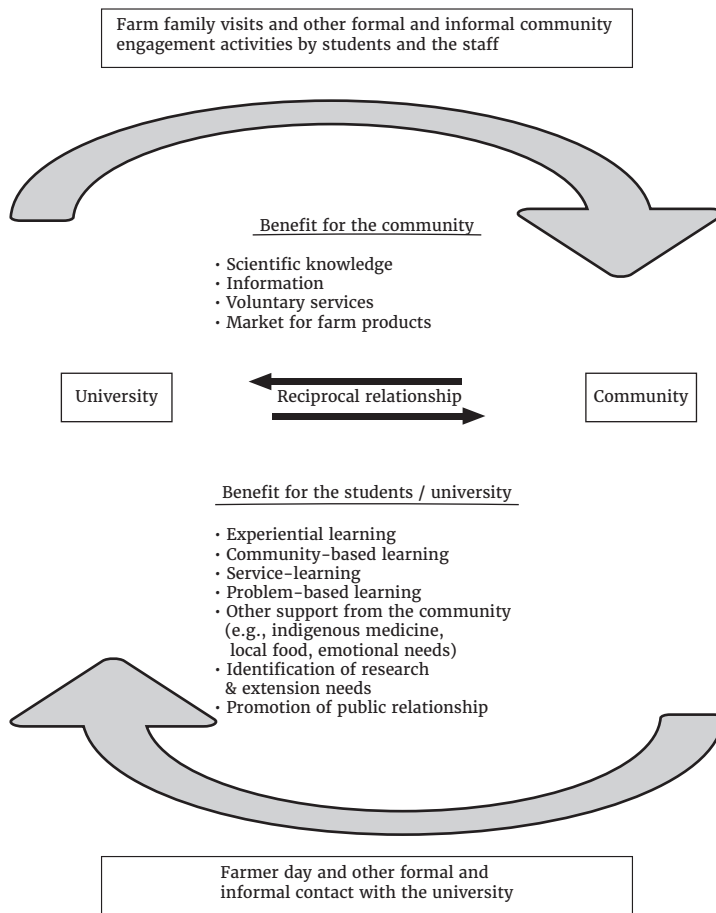 Farm family visits and other formal and informal community
engagement activities by students and the staff
Benefit for the community
· Scientific knowledge
· Information
· Voluntary services
· Market for farm products
University
Reciprocal relationship
Community
Benefit for the students / university
· Experiential learning
· Community-based learning
· Service-learning
· Problem-based learning
· Other support from the community
(e.g., indigenous medicine,
local food, emotional needs)
· Identification of research
& extension needs
· Promotion of public relationship
Farmer day and other formal and
informal contact with the university